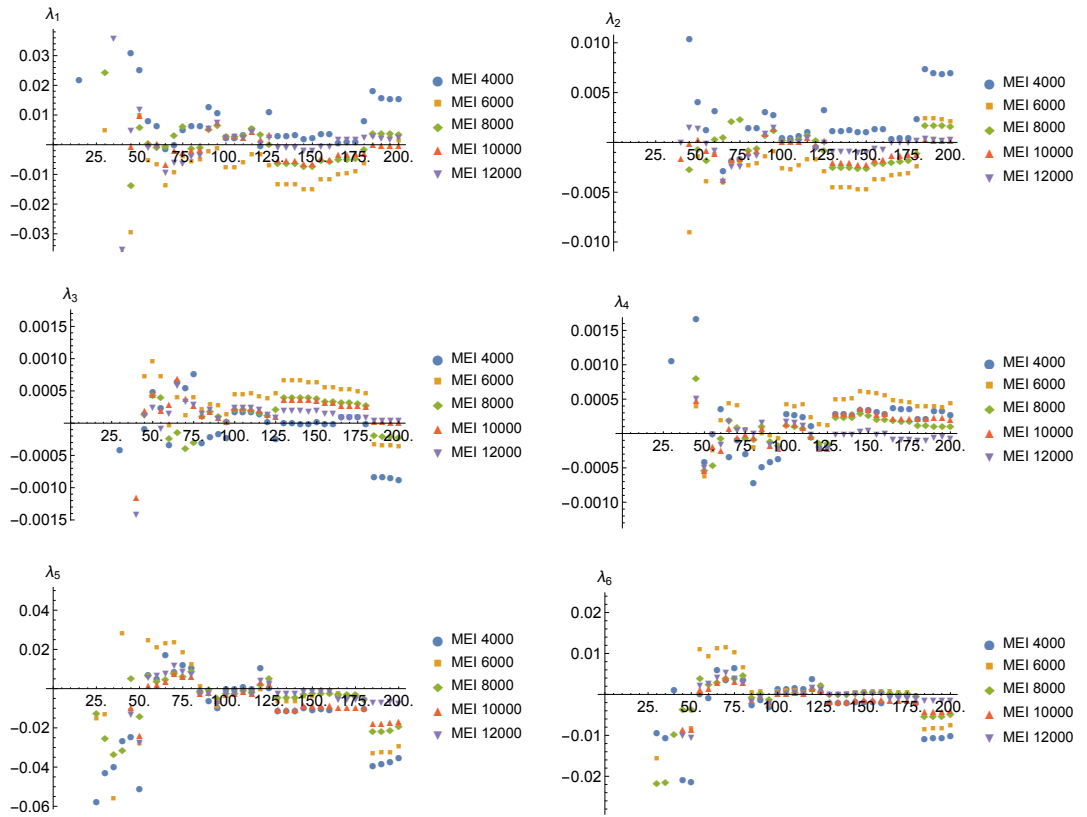 λ1
0.03
0.02
0.01
−0.01
−0.03
25. 50. 75. 100. 125. 150. 175. 200.
MEI 4000
MEI 6000
MEI 8000
MEI 10000
MEI 12000
λ2
0.010
0.005
−0.005
−0.010
25. 50. 75. 100. 125. 150. 175. 200.
MEI 4000
MEI 6000
MEI 8000
MEI 10000
MEI 12000
λ3
0.0015
0.0010
0.0005
−0.0005
−0.0010
−0.0015
25. 50. 75. 100. 125. 150. 175. 200.
MEI 4000
MEI 6000
MEI 8000
MEI 10000
MEI 12000
λ4
0.0015
0.0010
0.0005
−0.0005
−0.0010
25. 50. 75. 100. 125. 150. 175. 200.
MEI 4000
MEI 6000
MEI 8000
MEI 10000
MEI 12000
λ5
0.04
0.02
−0.02
−0.04
−0.06
25. 50. 75. 100. 125. 150. 175. 200.
MEI 4000
MEI 6000
MEI 8000
MEI 10000
MEI 12000
λ6
0.02
0.01
−0.01
−0.02
25. 50. 75. 100. 125. 150. 175. 200.
MEI 4000
MEI 6000
MEI 8000
MEI 10000
MEI 12000